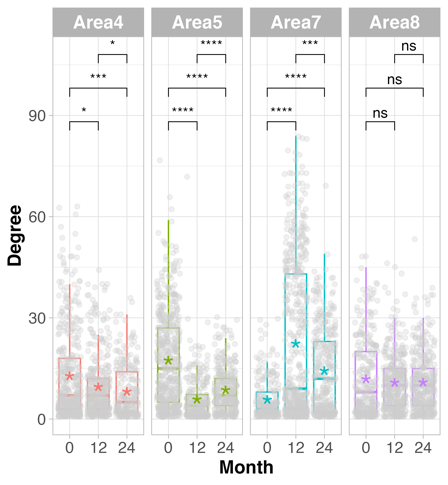 Area4 Area5 Area7 Area8
* **** *** ns
*** **** **** ns
* **** **** ns
90
60
30
0
Degree
0 12 24 0 12 24 0 12 24 0 12 24
Month